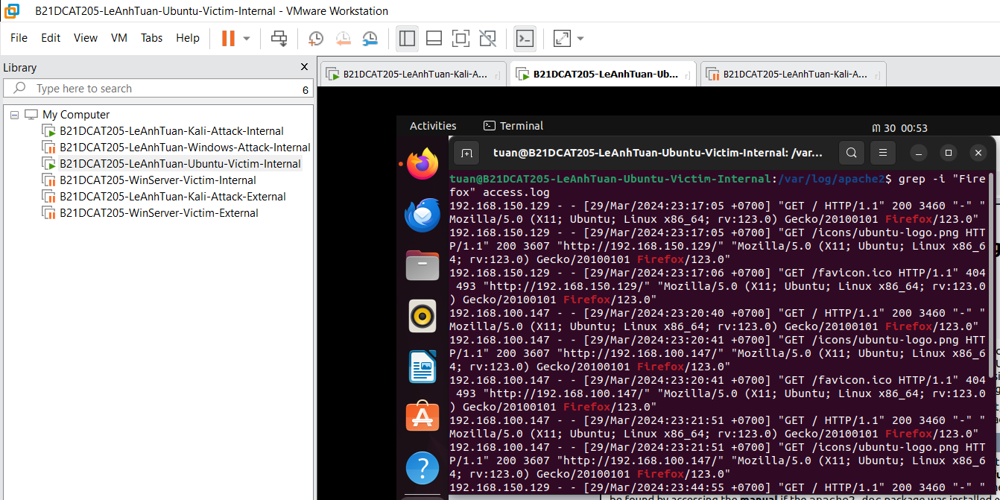 B21DCAT205-LeAnhTuan-Ubuntu-Victim-Internal - VMware Workstation
File Edit View VM Tabs Help
Library
Type here to search 6
My Computer
B21DCAT205-LeAnhTuan-Kali-Attack-Internal
B21DCAT205-LeAnhTuan-Windows-Attack-Internal
B21DCAT205-LeAnhTuan-Ubuntu-Victim-Internal
B21DCAT205-WinServer-Victim-Internal
B21DCAT205-LeAnhTuan-Kali-Attack-External
B21DCAT205-WinServer-Victim-External
B21DCAT205-LeAnhTuan-Kali-A... B21DCAT205-LeAnhTuan-Ub... B21DCAT205-LeAnhTuan-Kali-A...
Activities Terminal 30 00:53
tuan@B21DCAT205-LeAnhTuan-Ubuntu-Victim-Internal: /var...
tuan@B21DCAT205-LeAnhTuan-Ubuntu-Victim-Internal:/var/log/apache2$ grep -i "Fire
fox" access.log
192.168.150.129 - - [29/Mar/2024:23:17:05 +0700] "GET / HTTP/1.1" 200 3460 "-" "
Mozilla/5.0 (X11; Ubuntu; Linux x86_64; rv:123.0) Gecko/20100101 Firefox/123.0"
192.168.150.129 - - [29/Mar/2024:23:17:05 +0700] "GET /icons/ubuntu-logo.png HTT
P/1.1" 200 3607 "http://192.168.150.129/" "Mozilla/5.0 (X11; Ubuntu; Linux x86_6
4; rv:123.0) Gecko/20100101 Firefox/123.0"
192.168.150.129 - - [29/Mar/2024:23:17:06 +0700] "GET /favicon.ico HTTP/1.1" 404
493 "http://192.168.150.129/" "Mozilla/5.0 (X11; Ubuntu; Linux x86_64; rv:123.0
) Gecko/20100101 Firefox/123.0"
192.168.100.147 - - [29/Mar/2024:23:20:40 +0700] "GET / HTTP/1.1" 200 3460 "-" "
Mozilla/5.0 (X11; Ubuntu; Linux x86_64; rv:123.0) Gecko/20100101 Firefox/123.0"
192.168.100.147 - - [29/Mar/2024:23:20:41 +0700] "GET /icons/ubuntu-logo.png HTT
P/1.1" 200 3607 "http://192.168.100.147/" "Mozilla/5.0 (X11; Ubuntu; Linux x86_6
4; rv:123.0) Gecko/20100101 Firefox/123.0"
192.168.100.147 - - [29/Mar/2024:23:20:41 +0700] "GET /favicon.ico HTTP/1.1" 404
493 "http://192.168.100.147/" "Mozilla/5.0 (X11; Ubuntu; Linux x86_64; rv:123.0
) Gecko/20100101 Firefox/123.0"
192.168.100.147 - - [29/Mar/2024:23:21:51 +0700] "GET / HTTP/1.1" 200 3460 "-" "
Mozilla/5.0 (X11; Ubuntu; Linux x86_64; rv:123.0) Gecko/20100101 Firefox/123.0"
192.168.100.147 - - [29/Mar/2024:23:21:51 +0700] "GET /icons/ubuntu-logo.png HTT
P/1.1" 200 3607 "http://192.168.100.147/" "Mozilla/5.0 (X11; Ubuntu; Linux x86_6
4; rv:123.0) Gecko/20100101 Firefox/123.0"
192.168.150.129 - - [29/Mar/2024:23:44:55 +0700] "GET / HTTP/1.1" 200 3460 "-" "
be found by accessing the manual if the apache2-doc package was installed